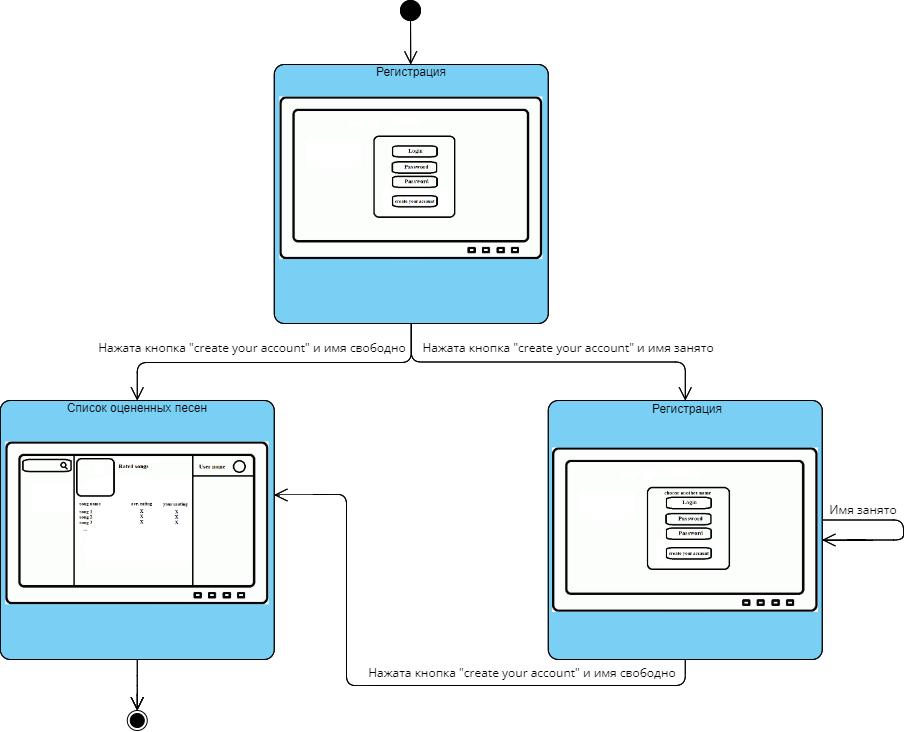 Регистрация
Login
Password
Password
create your account
Нажата кнопка "create your account" и имя свободно
Нажата кнопка "create your account" и имя занято
Список оцененных песен
Rated songs
User name
song name
ave. rating
your rating
song 1 X X
song 2 X X
song 3 X X
...
Регистрация
choose another name
Login
Password
Password
create your account
Имя занято
Нажата кнопка "create your account" и имя свободно